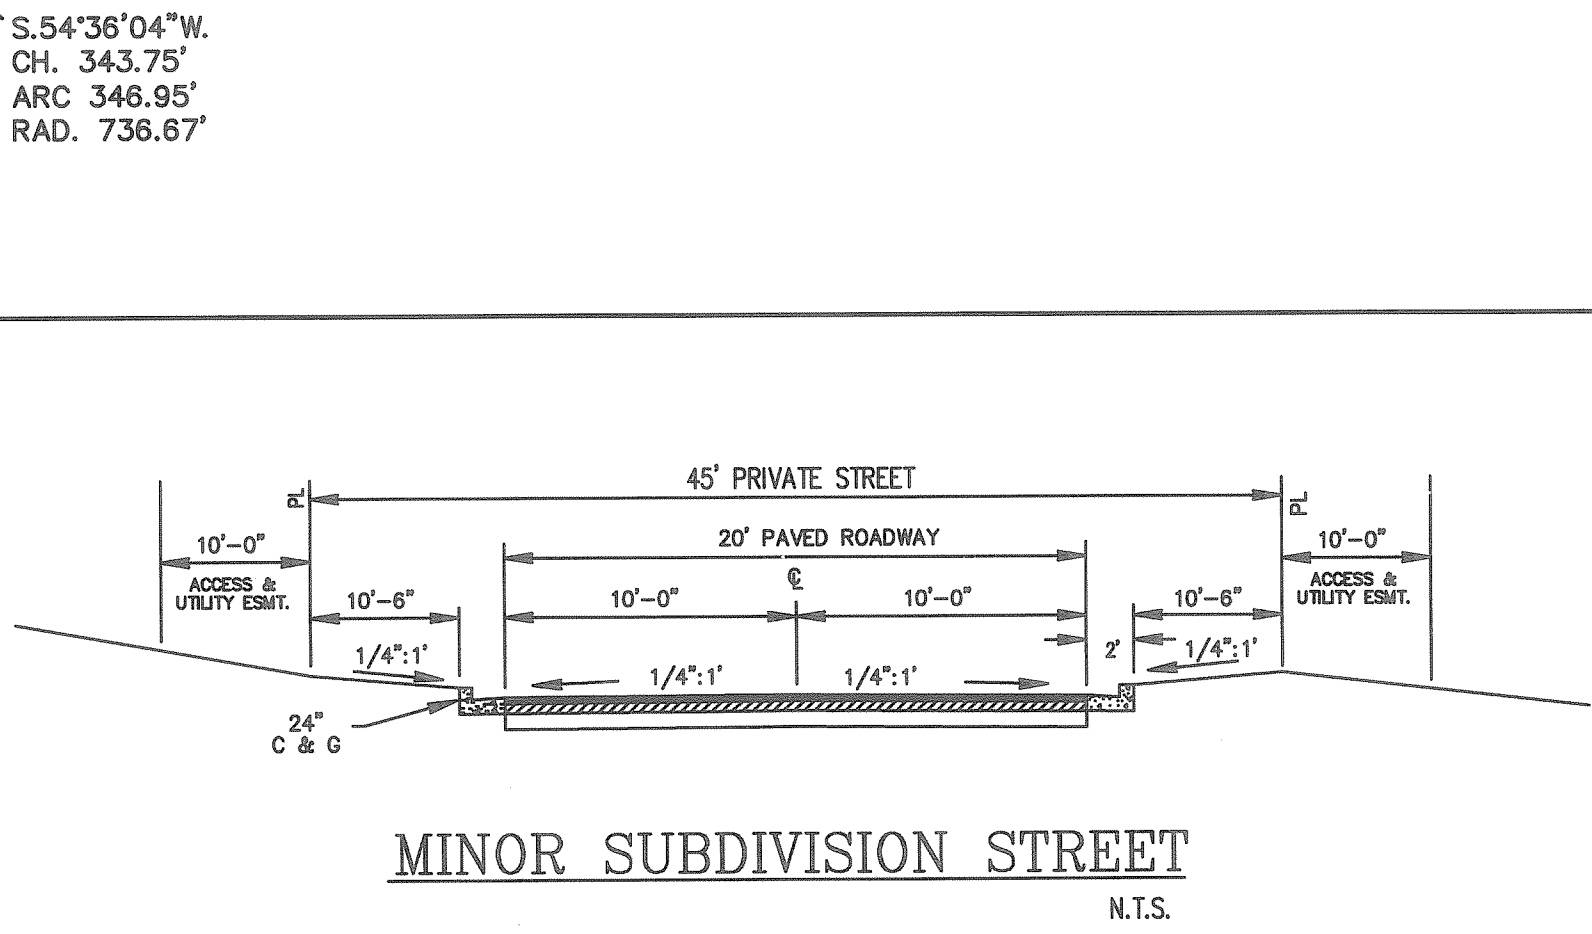 S.54°36'04"W.
CH. 343.75'
ARC 346.95'
RAD. 736.67'
45' PRIVATE STREET
PL
PL
20' PAVED ROADWAY
10'-0"
ACCESS &
UTILITY ESMT.
10'-0"
ACCESS &
UTILITY ESMT.
℄
10'-6"
10'-0"
10'-0"
10'-6"
2'
1/4":1'
1/4":1'
1/4":1'
1/4":1'
24"
C & G
MINOR SUBDIVISION STREET
N.T.S.